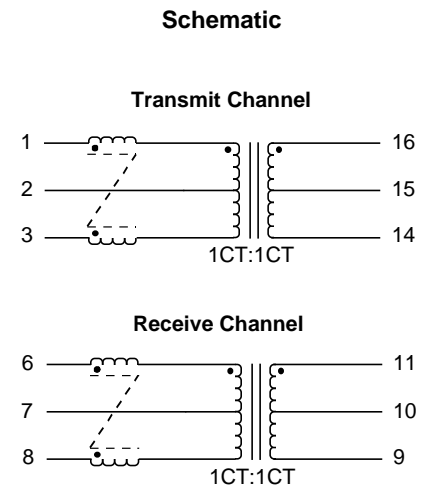 Schematic
Transmit Channel
1 16
2 15
3 14
1CT:1CT
Receive Channel
6 11
7 10
8 9
1CT:1CT